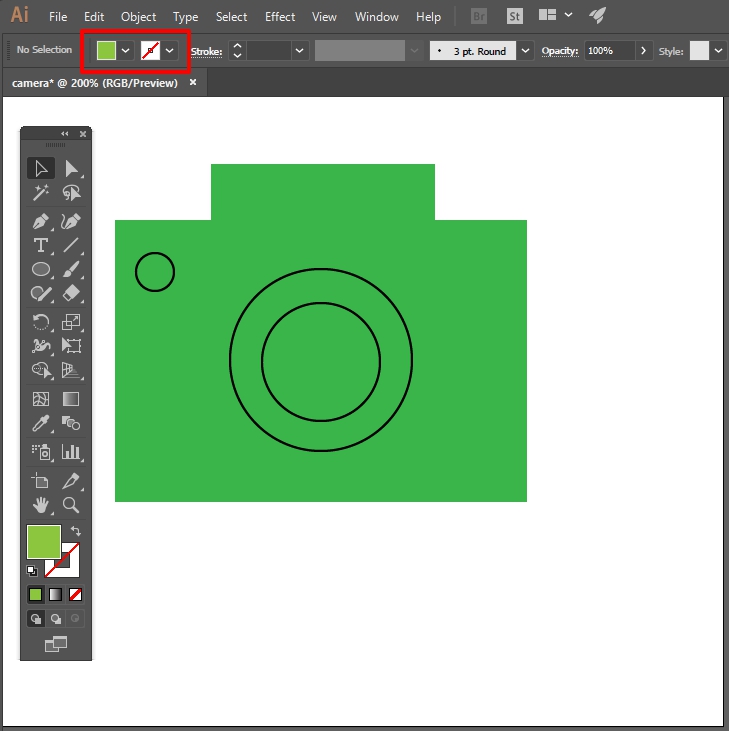 Ai File Edit Object Type Select Effect View Window Help Br St
No Selection Stroke: 3 pt. Round Opacity: 100% Style:
camera* @ 200% (RGB/Preview) ×
T